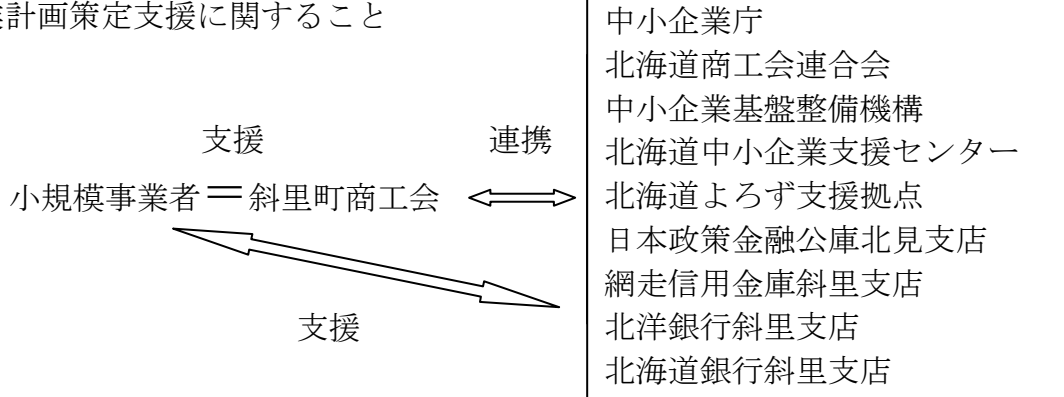 業計画策定支援に関すること
支援
連携
小規模事業者＝斜里町商工会
支援
中小企業庁
北海道商工会連合会
中小企業基盤整備機構
北海道中小企業支援センター
北海道よろず支援拠点
日本政策金融公庫北見支店
網走信用金庫斜里支店
北洋銀行斜里支店
北海道銀行斜里支店